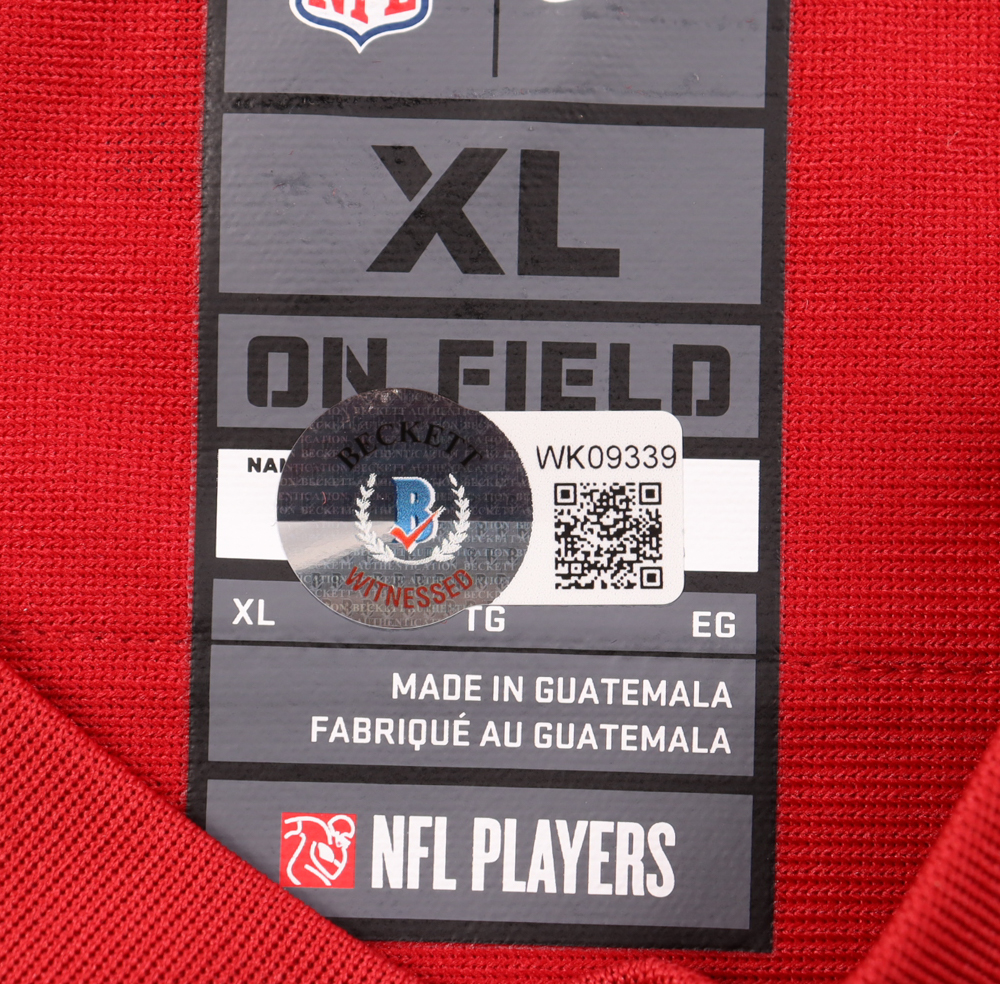 NFL
XL
ON FIELD
BECKETT
WK09339
WITNESSED
XL TG EG
MADE IN GUATEMALA
FABRIQUÉ AU GUATEMALA
NFL PLAYERS